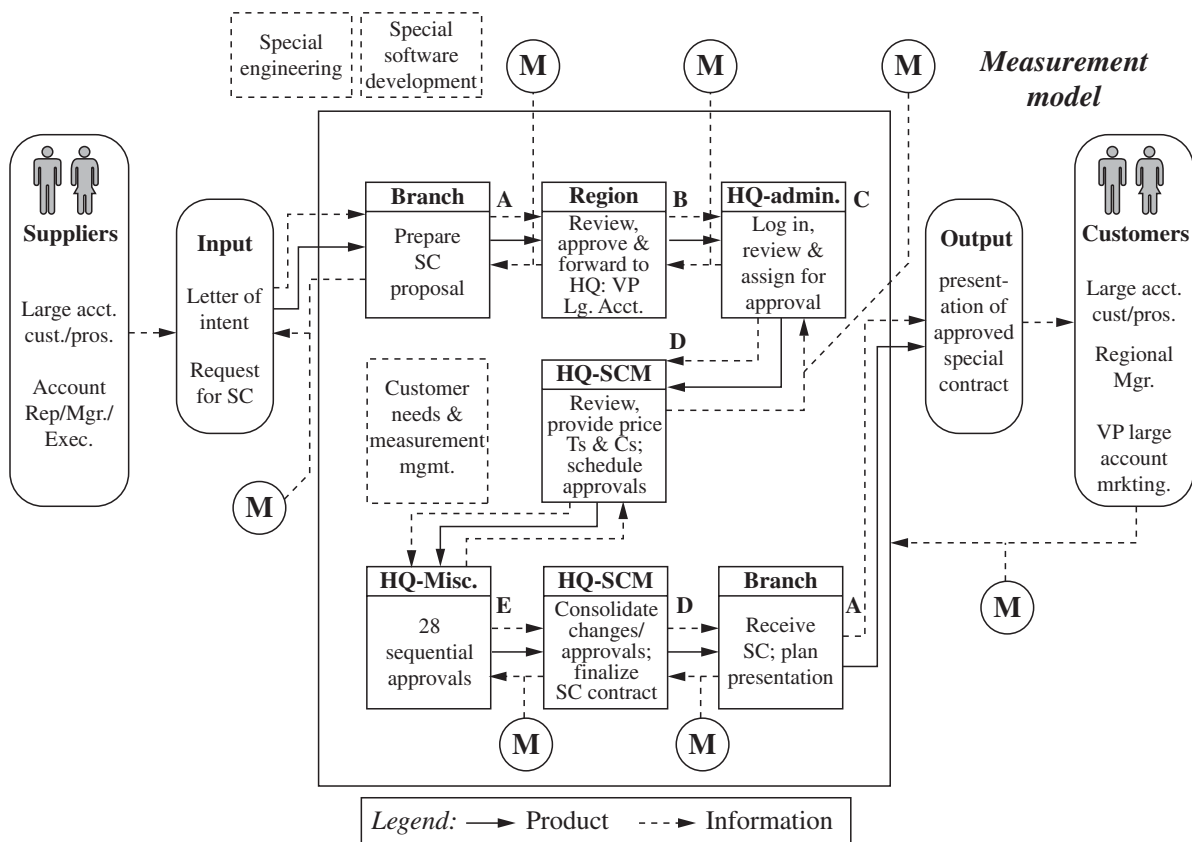 Special
engineering
Special
software
development
M
M
M
Measurement
model
Suppliers
Large acct.
cust./pros.
Account
Rep/Mgr./
Exec.
Input
Letter of
intent
Request
for SC
M
Branch
A
Prepare
SC
proposal
Region
B
Review,
approve &
forward to
HQ: VP
Lg. Acct.
HQ-admin.
C
Log in,
review &
assign for
approval
D
HQ-SCM
Review,
provide price
Ts & Cs;
schedule
approvals
Customer
needs &
measurement
mgmt.
HQ-Misc.
E
28
sequential
approvals
HQ-SCM
D
Consolidate
changes/
approvals;
finalize
SC contract
Branch
A
Receive
SC; plan
presentation
M
M
Output
present-
ation of
approved
special
contract
Customers
Large acct.
cust/pros.
Regional
Mgr.
VP large
account
mrkting.
M
Legend: Product Information